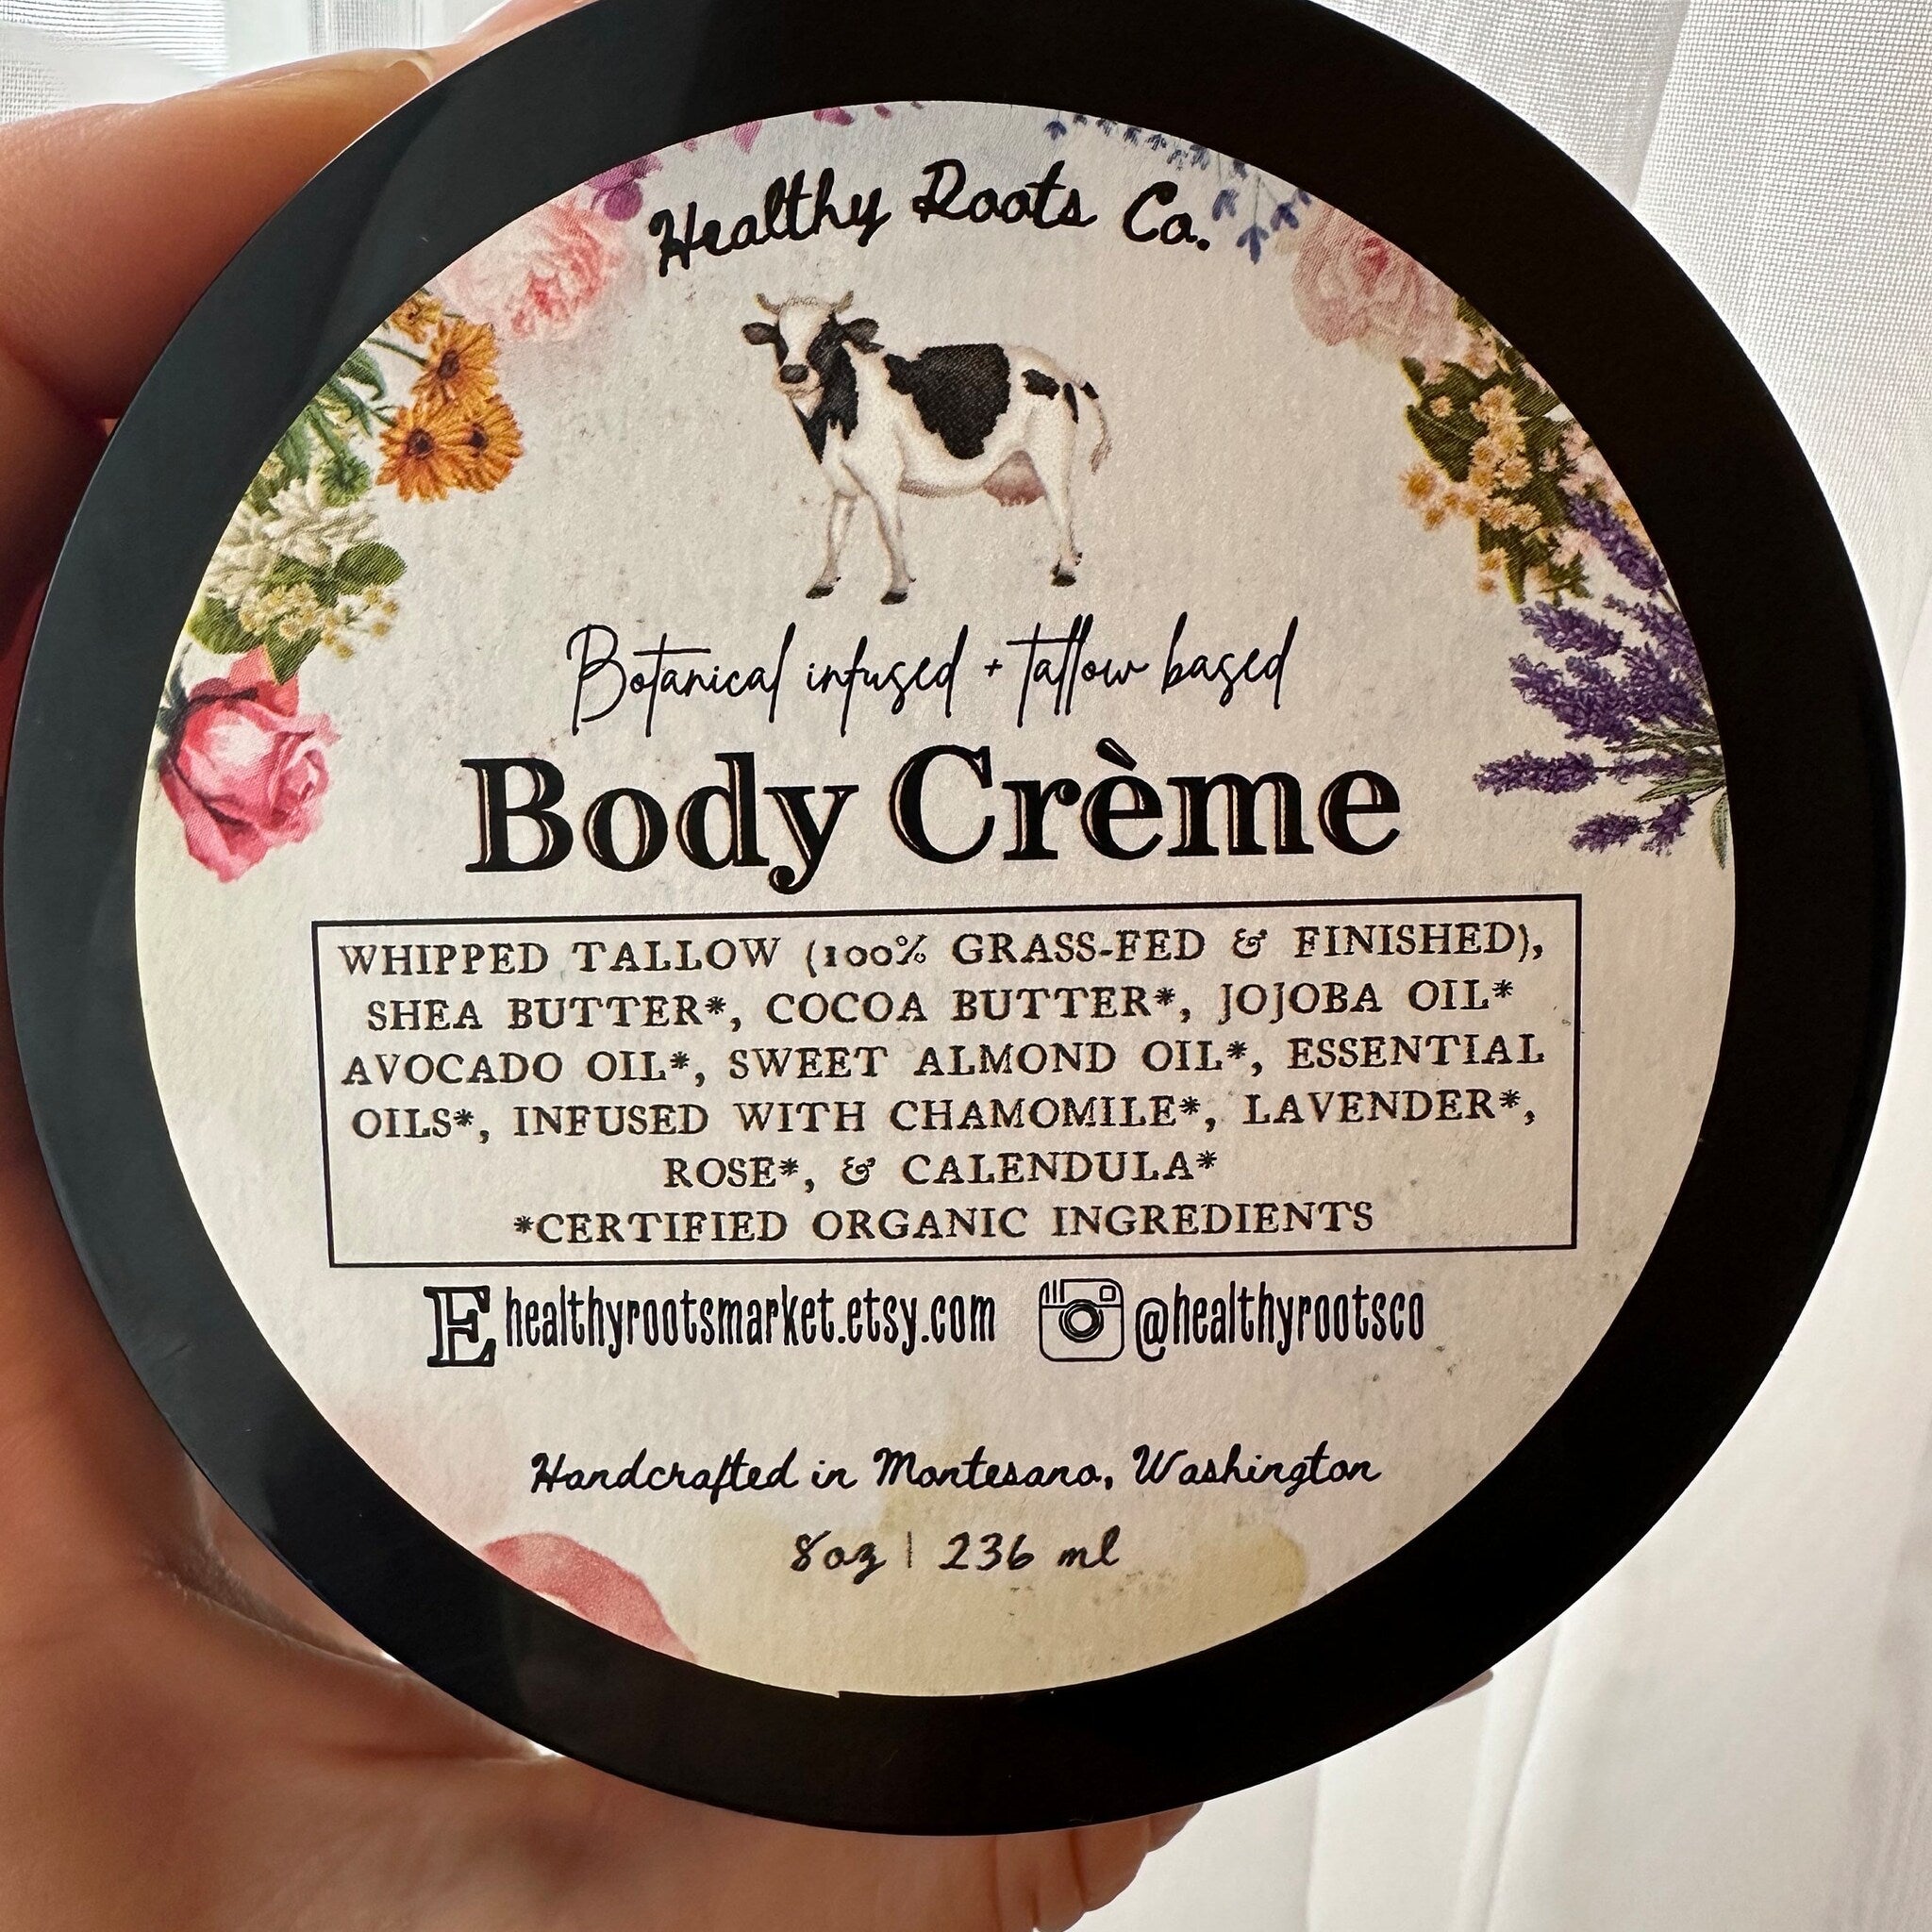 Healthy Roots Co.
Botanical infused + tallow based
Body Crème
WHIPPED TALLOW (100% GRASS-FED & FINISHED),
SHEA BUTTER*, COCOA BUTTER*, JOJOBA OIL*
AVOCADO OIL*, SWEET ALMOND OIL*, ESSENTIAL
OILS*, INFUSED WITH CHAMOMILE*, LAVENDER*,
ROSE*, & CALENDULA*
*CERTIFIED ORGANIC INGREDIENTS
E healthyrootsmarket.etsy.com @healthyrootsco
Handcrafted in Montesano, Washington
8oz | 236 ml